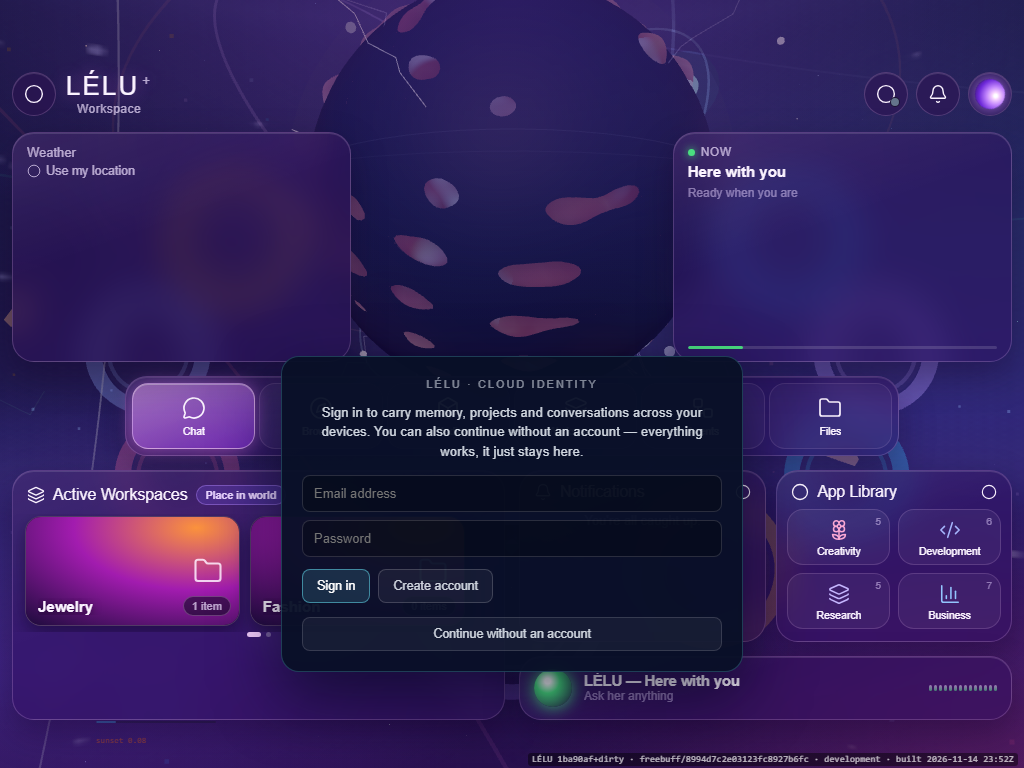 LÉLU +
Workspace
Weather
Use my location
NOW
Here with you
Ready when you are
Chat
Files
LÉLU · CLOUD IDENTITY
Sign in to carry memory, projects and conversations across your
devices. You can also continue without an account — everything
works, it just stays here.
Email address
Password
Sign in
Create account
Continue without an account
Active Workspaces
Place in world
Jewelry
1 item
Fashion
Notifications
App Library
Creativity
5
Development
6
Research
5
Business
7
LÉLU — Here with you
Ask her anything
sunset 0.00
LÉLU 1ba90af+dirty · freebuff/8994d7c2e03123fc8927b6fc · development · built 2026-11-14 23:52Z